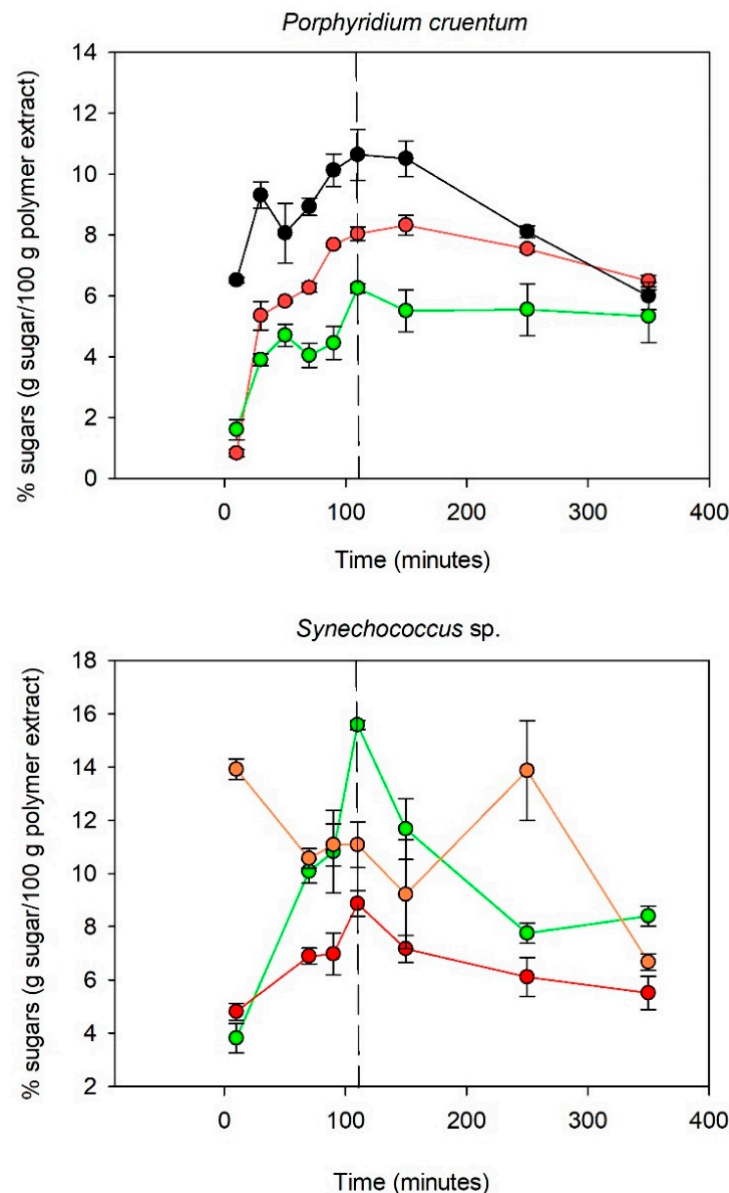 Porphyridium cruentum
14
12
10
8
6
4
2
0
% sugars (g sugar/100 g polymer extract)
0 100 200 300 400
Time (minutes)
Synechococcus sp.
18
16
14
12
10
8
6
4
2
% sugars (g sugar/100 g polymer extract)
0 100 200 300 400
Time (minutes)